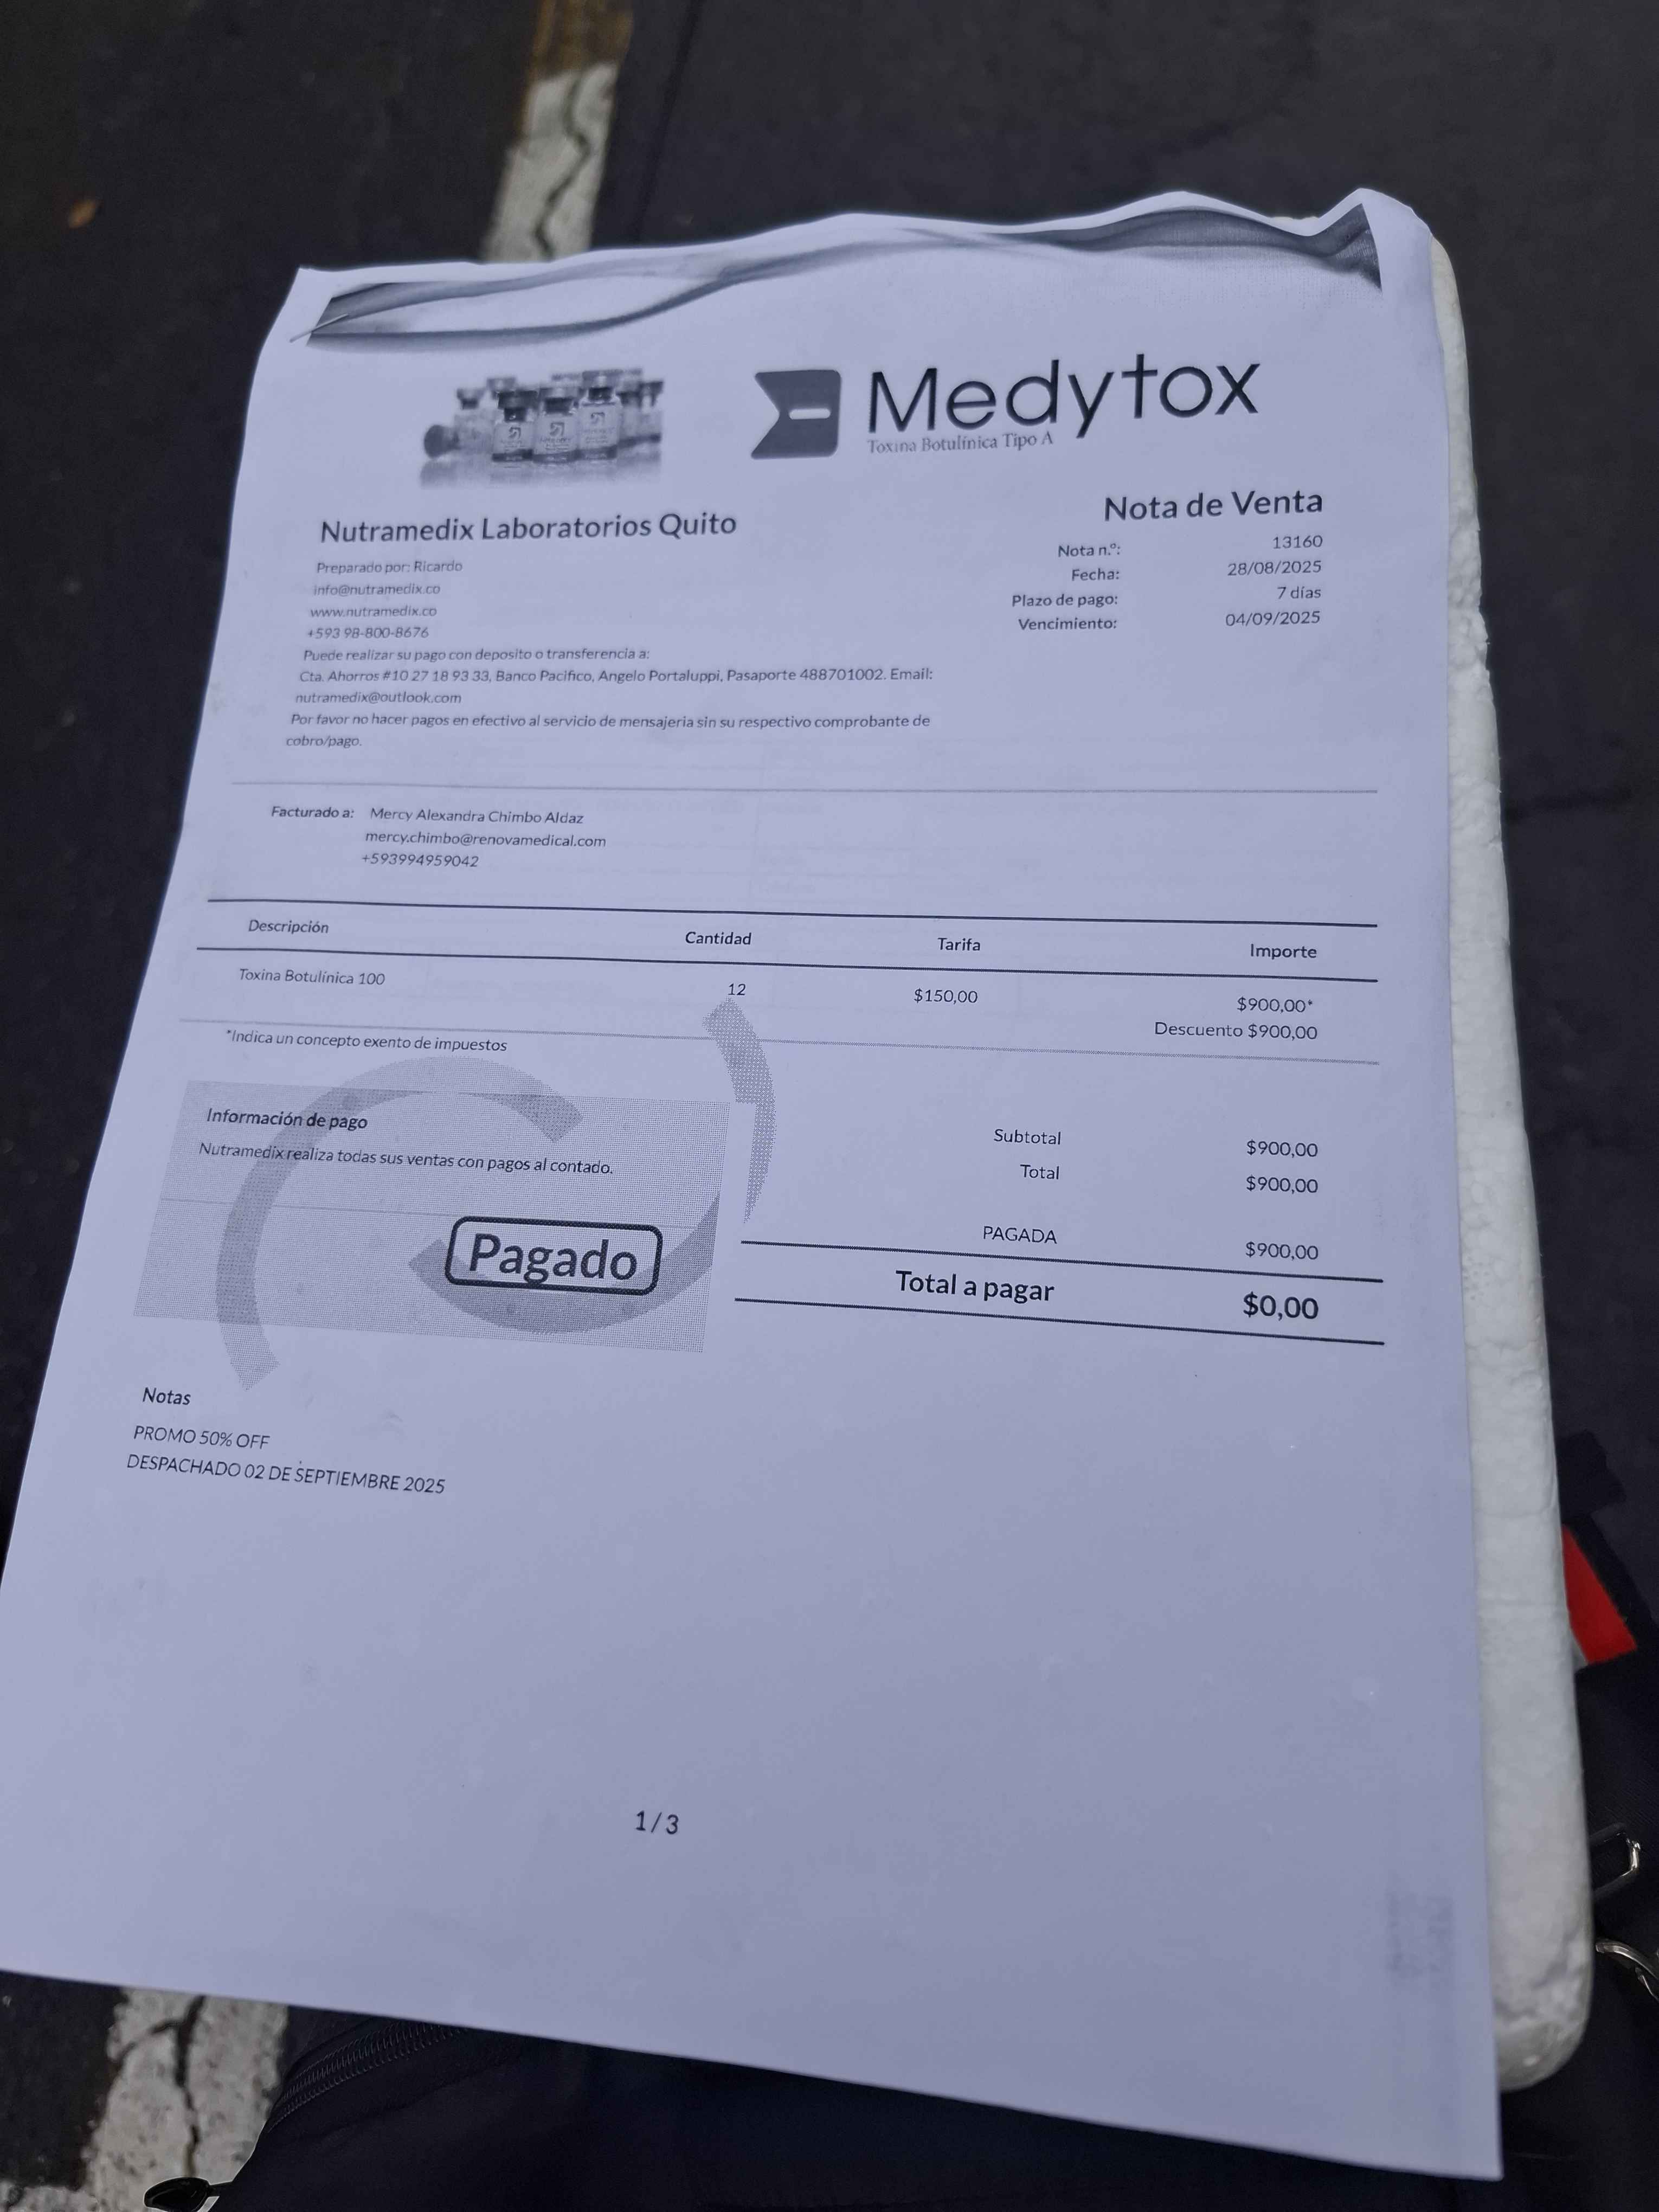 Medytox
Toxina Botulínica Tipo A
Nutramedix Laboratorios Quito
Preparado por: Ricardo
info@nutramedix.co
www.nutramedix.co
+593 98-800-8676
Puede realizar su pago con deposito o transferencia a:
Cta. Ahorros #10 27 18 93 33, Banco Pacifico, Angelo Portaluppi, Pasaporte 488701002. Email:
nutramedix@outlook.com
Por favor no hacer pagos en efectivo al servicio de mensajeria sin su respectivo comprobante de
cobro/pago.
Nota de Venta
Nota n.º: 13160
Fecha: 28/08/2025
Plazo de pago: 7 días
Vencimiento: 04/09/2025
Facturado a: Mercy Alexandra Chimbo Aldaz
mercy.chimbo@renovamedical.com
+593994959042
Descripción Cantidad Tarifa Importe
Toxina Botulínica 100 12 $150,00 $900,00*
Descuento $900,00
*Indica un concepto exento de impuestos
Información de pago
Nutramedix realiza todas sus ventas con pagos al contado.
Pagado
Subtotal $900,00
Total $900,00
PAGADA $900,00
Total a pagar $0,00
Notas
PROMO 50% OFF
DESPACHADO 02 DE SEPTIEMBRE 2025
1/3